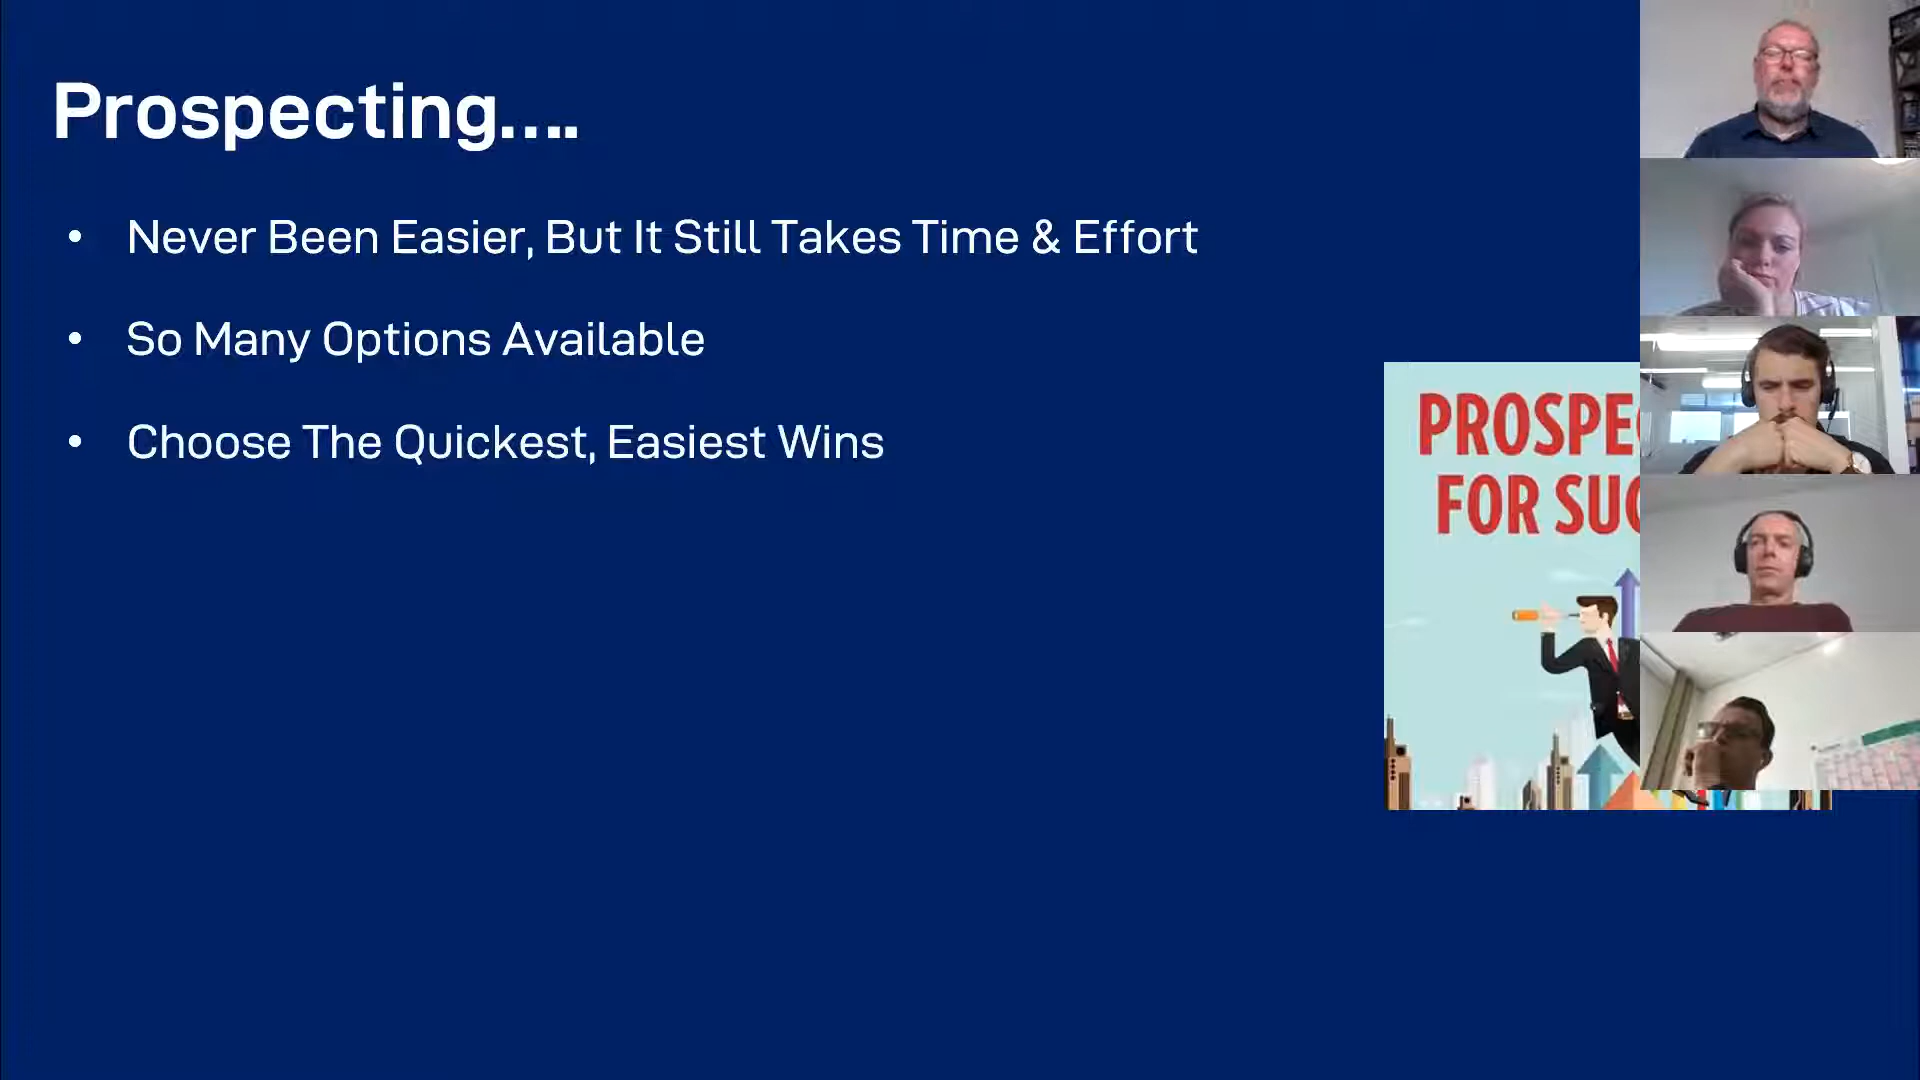 Prospecting....
• Never Been Easier, But It Still Takes Time & Effort
• So Many Options Available
• Choose The Quickest, Easiest Wins
PROSPE
FOR SUC